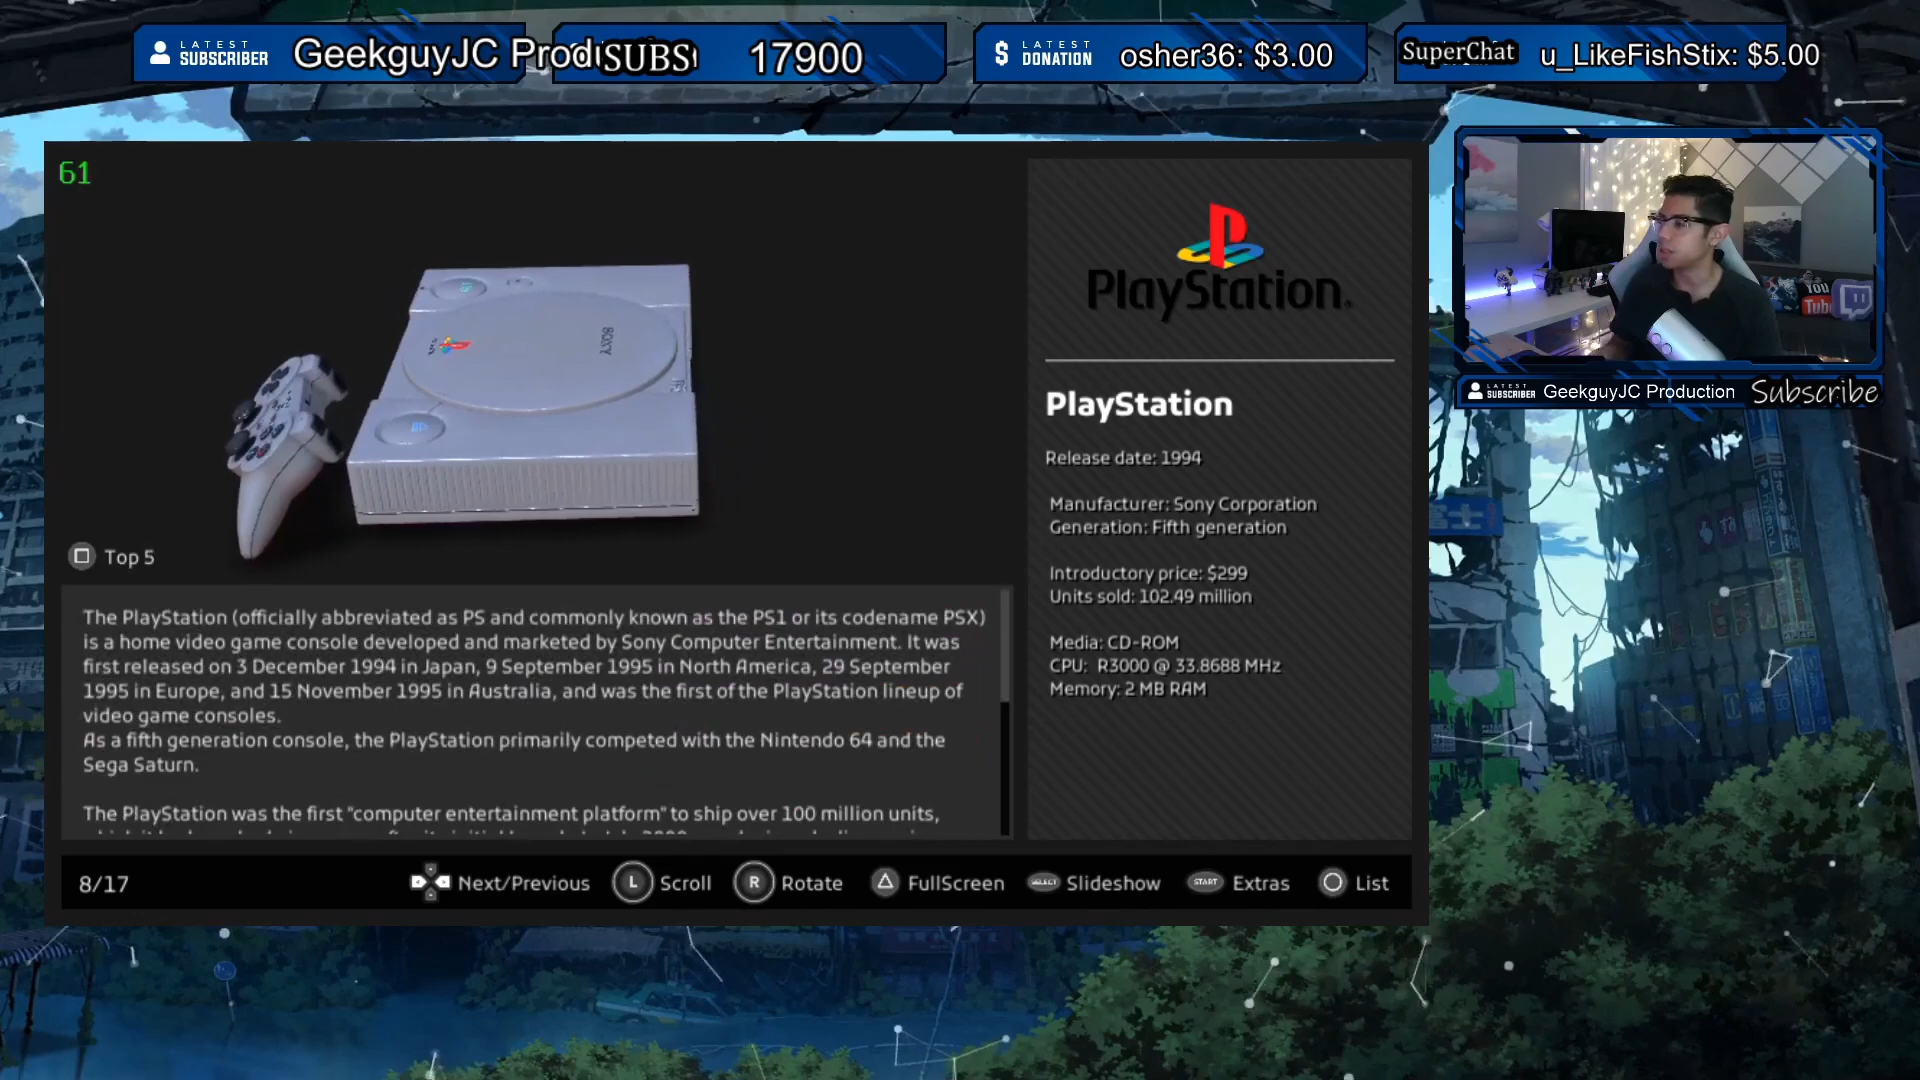 LATEST
SUBSCRIBER
GeekguyJC Produ
SUBS
17900
LATEST
DONATION
osher36: $3.00
SuperChat
u_LikeFishStix: $5.00
61
PlayStation
SONY
You
Tube
LATEST
SUBSCRIBER
GeekguyJC Production
Subscribe
PlayStation
Release date: 1994
Manufacturer: Sony Corporation
Generation: Fifth generation
Introductory price: $299
Units sold: 102.49 million
Media: CD-ROM
CPU: R3000 @ 33.8688 MHz
Memory: 2 MB RAM
Top 5
The PlayStation (officially abbreviated as PS and commonly known as the PS1 or its codename PSX)
is a home video game console developed and marketed by Sony Computer Entertainment. It was
first released on 3 December 1994 in Japan, 9 September 1995 in North America, 29 September
1995 in Europe, and 15 November 1995 in Australia, and was the first of the PlayStation lineup of
video game consoles.
As a fifth generation console, the PlayStation primarily competed with the Nintendo 64 and the
Sega Saturn.
The PlayStation was the first "computer entertainment platform" to ship over 100 million units,
8/17
Next/Previous
L
Scroll
R
Rotate
FullScreen
SELECT
Slideshow
START
Extras
List